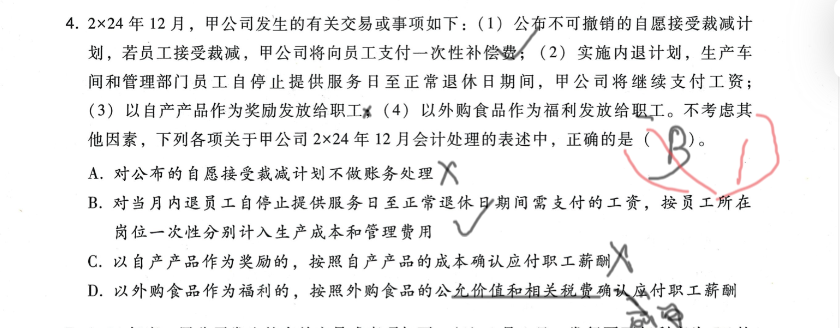 4. 2×24 年 12 月，甲公司发生的有关交易或事项如下：（1）公布不可撤销的自愿接受裁减计
划，若员工接受裁减，甲公司将向员工支付一次性补偿费；（2）实施内退计划，生产车
间和管理部门员工自停止提供服务日至正常退休日期间，甲公司将继续支付工资；
（3）以自产产品作为奖励发放给职工；（4）以外购食品作为福利发放给职工。不考虑其
他因素，下列各项关于甲公司 2×24 年 12 月会计处理的表述中，正确的是（ B ）。
A. 对公布的自愿接受裁减计划不做账务处理
B. 对当月内退员工自停止提供服务日至正常退休日期间需支付的工资，按员工所在
岗位一次性分别计入生产成本和管理费用
C. 以自产产品作为奖励的，按照自产产品的成本确认应付职工薪酬
D. 以外购食品作为福利的，按照外购食品的公允价值和相关税费确认应付职工薪酬